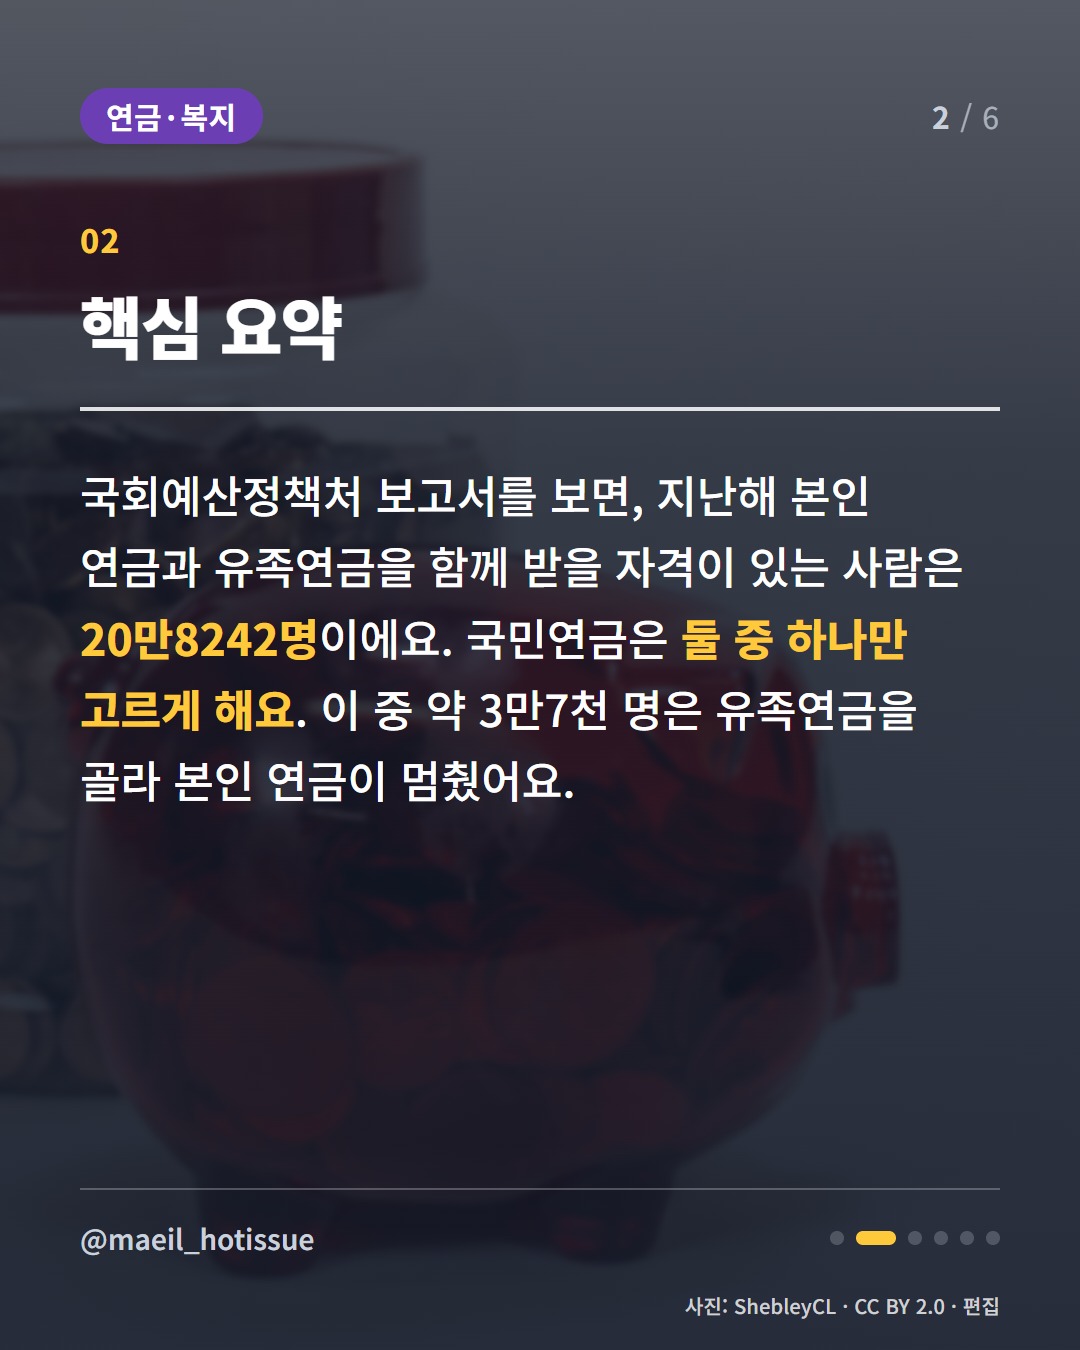 연금·복지
2 / 6
02
핵심 요약
국회예산정책처 보고서를 보면, 지난해 본인
연금과 유족연금을 함께 받을 자격이 있는 사람은
20만8242명이에요. 국민연금은 둘 중 하나만
고르게 해요. 이 중 약 3만7천 명은 유족연금을
골라 본인 연금이 멈췄어요.
@maeil_hotissue
사진: ShebleyCL · CC BY 2.0 · 편집